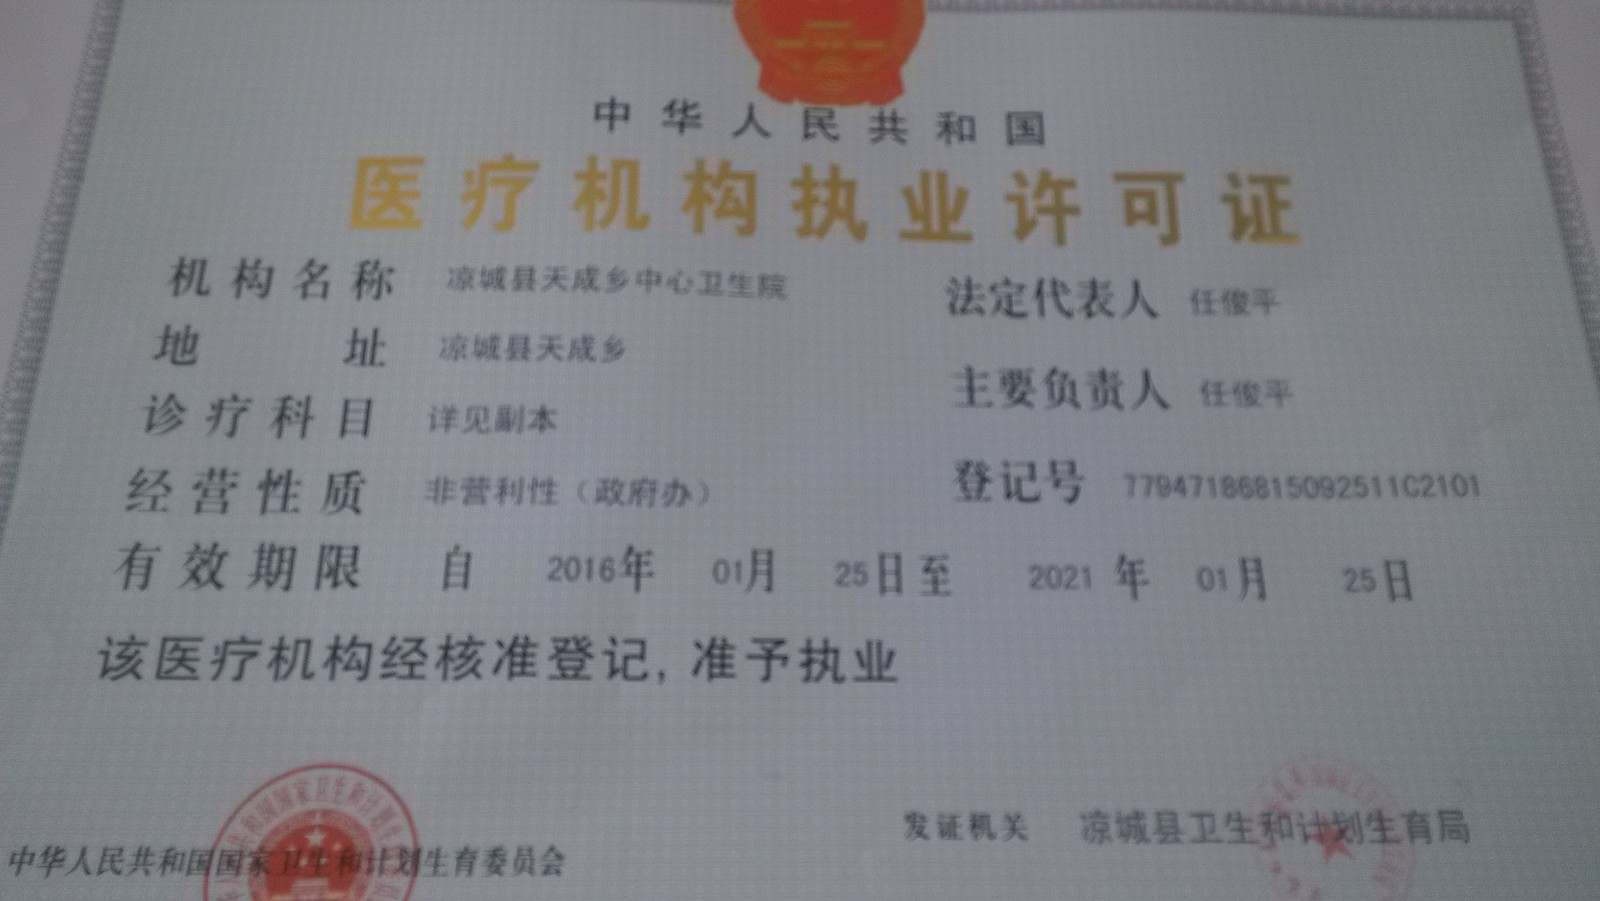 中华人民共和国
医疗机构执业许可证
机构名称 凉城县天成乡中心卫生院
法定代表人 任俊平
地址 凉城县天成乡
主要负责人 任俊平
诊疗科目 详见副本
登记号 77947186815092511C2101
经营性质 非营利性（政府办）
有效期限 自 2016年 01月 25日至 2021年 01月 25日
该医疗机构经核准登记,准予执业
发证机关 凉城县卫生和计划生育局
中华人民共和国国家卫生和计划生育委员会